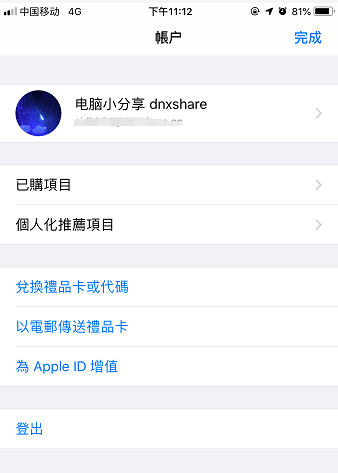 中国移动 4G 下午11:12 81%
帳戶 完成
电脑小分享 dnxshare
已購項目
個人化推薦項目
兌換禮品卡或代碼
以電郵傳送禮品卡
為 Apple ID 增值
登出